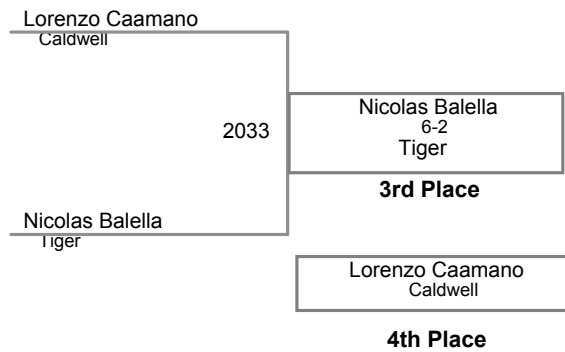 Lorenzo Caamano
Caldwell
2033
Nicolas Balella
6-2
Tiger
3rd Place
Nicolas Balella
Tiger
Lorenzo Caamano
Caldwell
4th Place